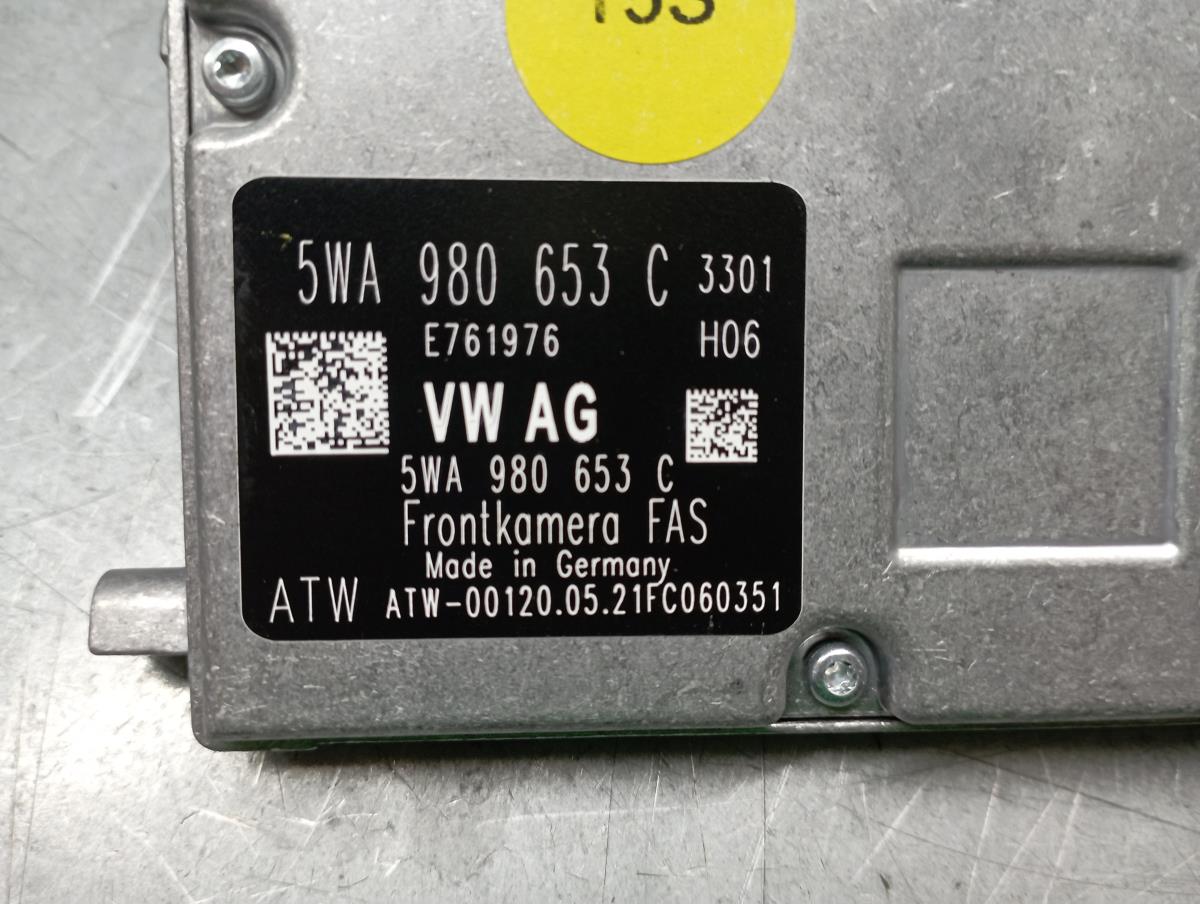 5WA 980 653 C 3301
E761976 H06
VW AG
5WA 980 653 C
Frontkamera FAS
Made in Germany
ATW ATW-00120.05.21FC060351